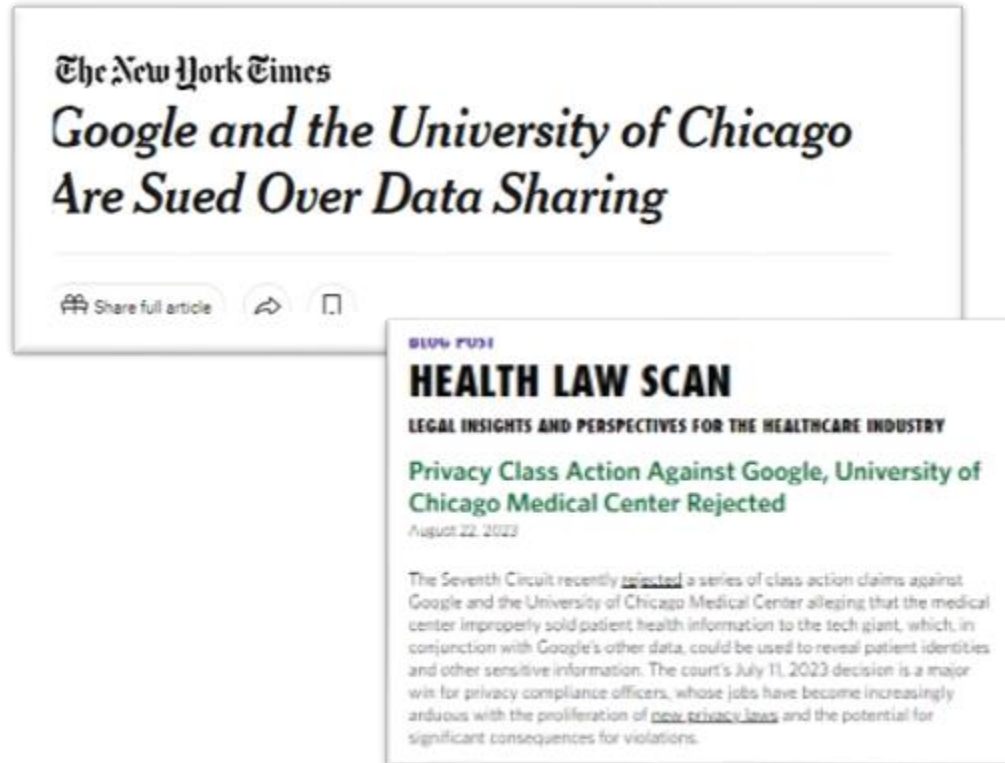 The New York Times
Google and the University of Chicago
Are Sued Over Data Sharing
Share full article
BLOG POST
HEALTH LAW SCAN
LEGAL INSIGHTS AND PERSPECTIVES FOR THE HEALTHCARE INDUSTRY
Privacy Class Action Against Google, University of
Chicago Medical Center Rejected
August 22, 2023
The Seventh Circuit recently rejected a series of class action claims against
Google and the University of Chicago Medical Center alleging that the medical
center improperly sold patient health information to the tech giant, which, in
conjunction with Google's other data, could be used to reveal patient identities
and other sensitive information. The court's July 11, 2023 decision is a major
win for privacy compliance officers, whose jobs have become increasingly
arduous with the proliferation of new privacy laws and the potential for
significant consequences for violations.